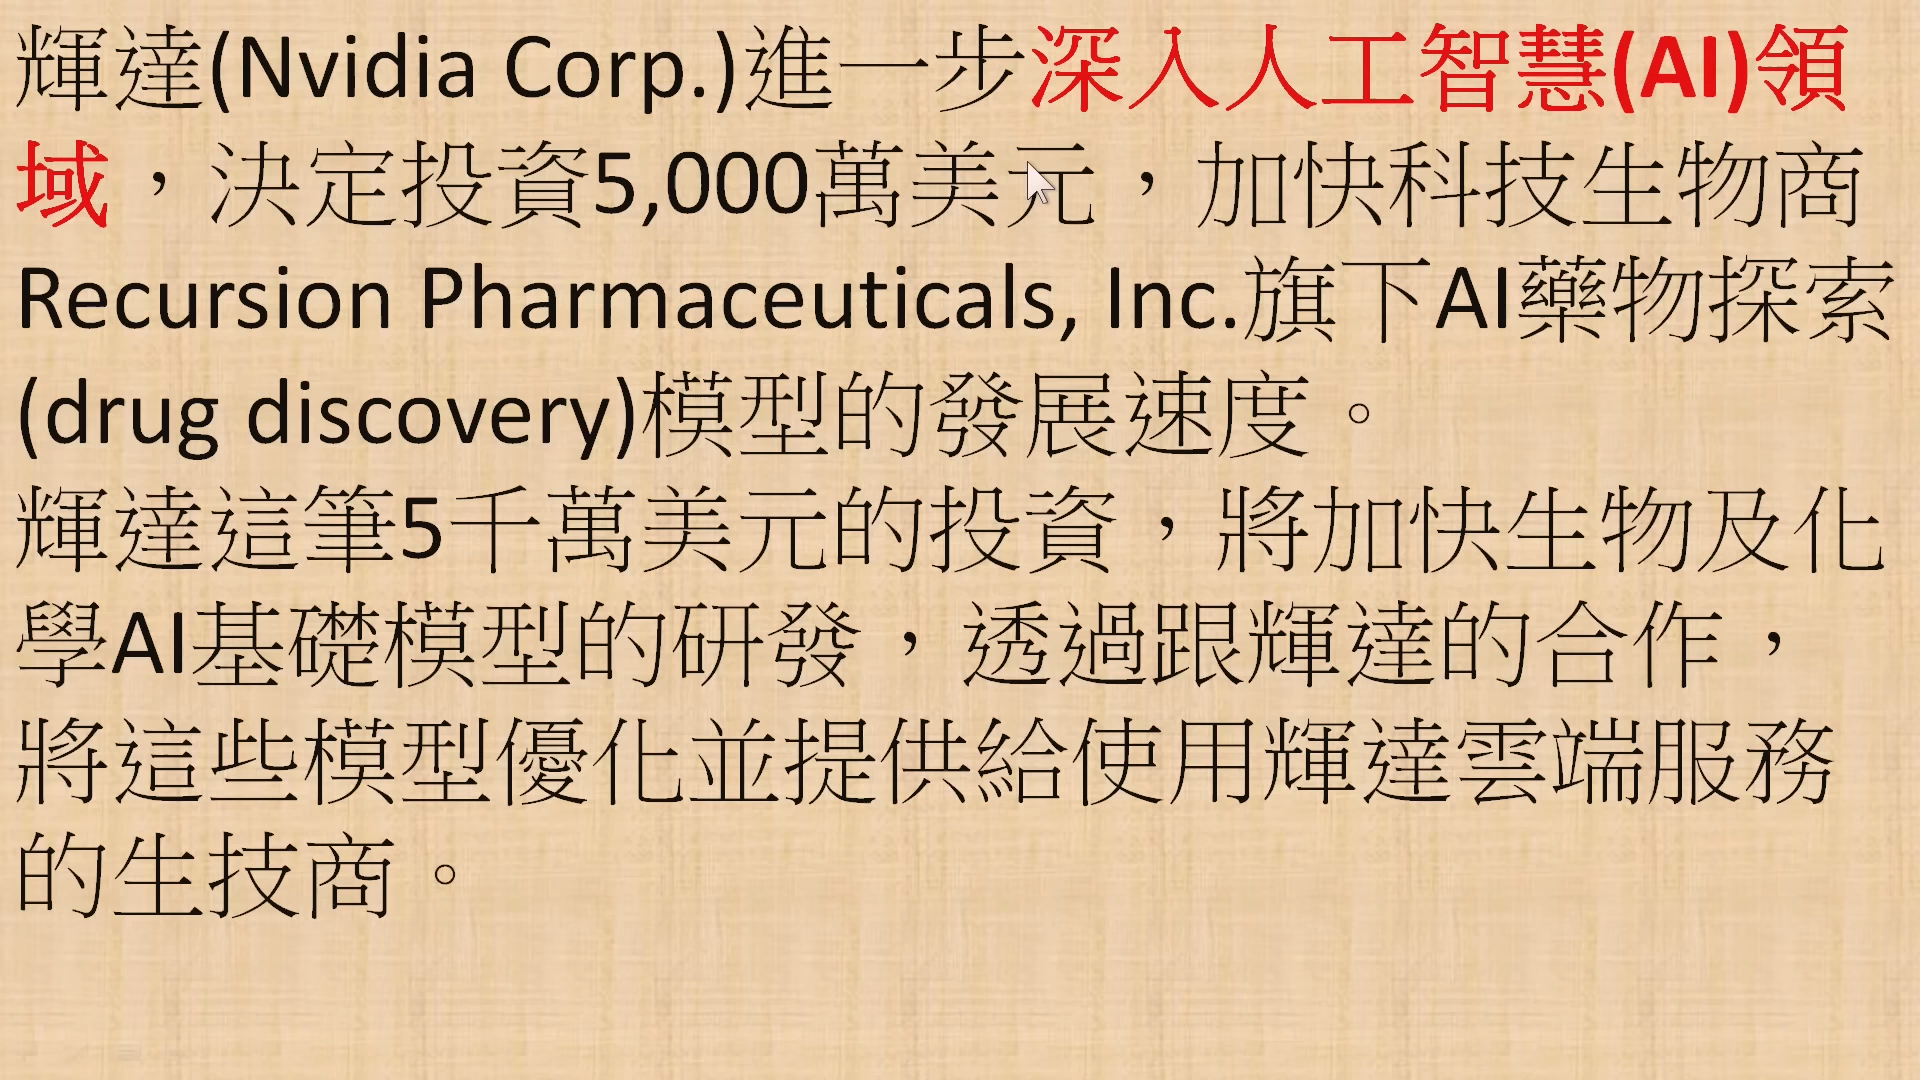 輝達(Nvidia Corp.)進一步深入人工智慧(AI)領
域，決定投資5,000萬美元，加快科技生物商
Recursion Pharmaceuticals, Inc.旗下AI藥物探索
(drug discovery)模型的發展速度。
輝達這筆5千萬美元的投資，將加快生物及化
學AI基礎模型的研發，透過跟輝達的合作，
將這些模型優化並提供給使用輝達雲端服務
的生技商。